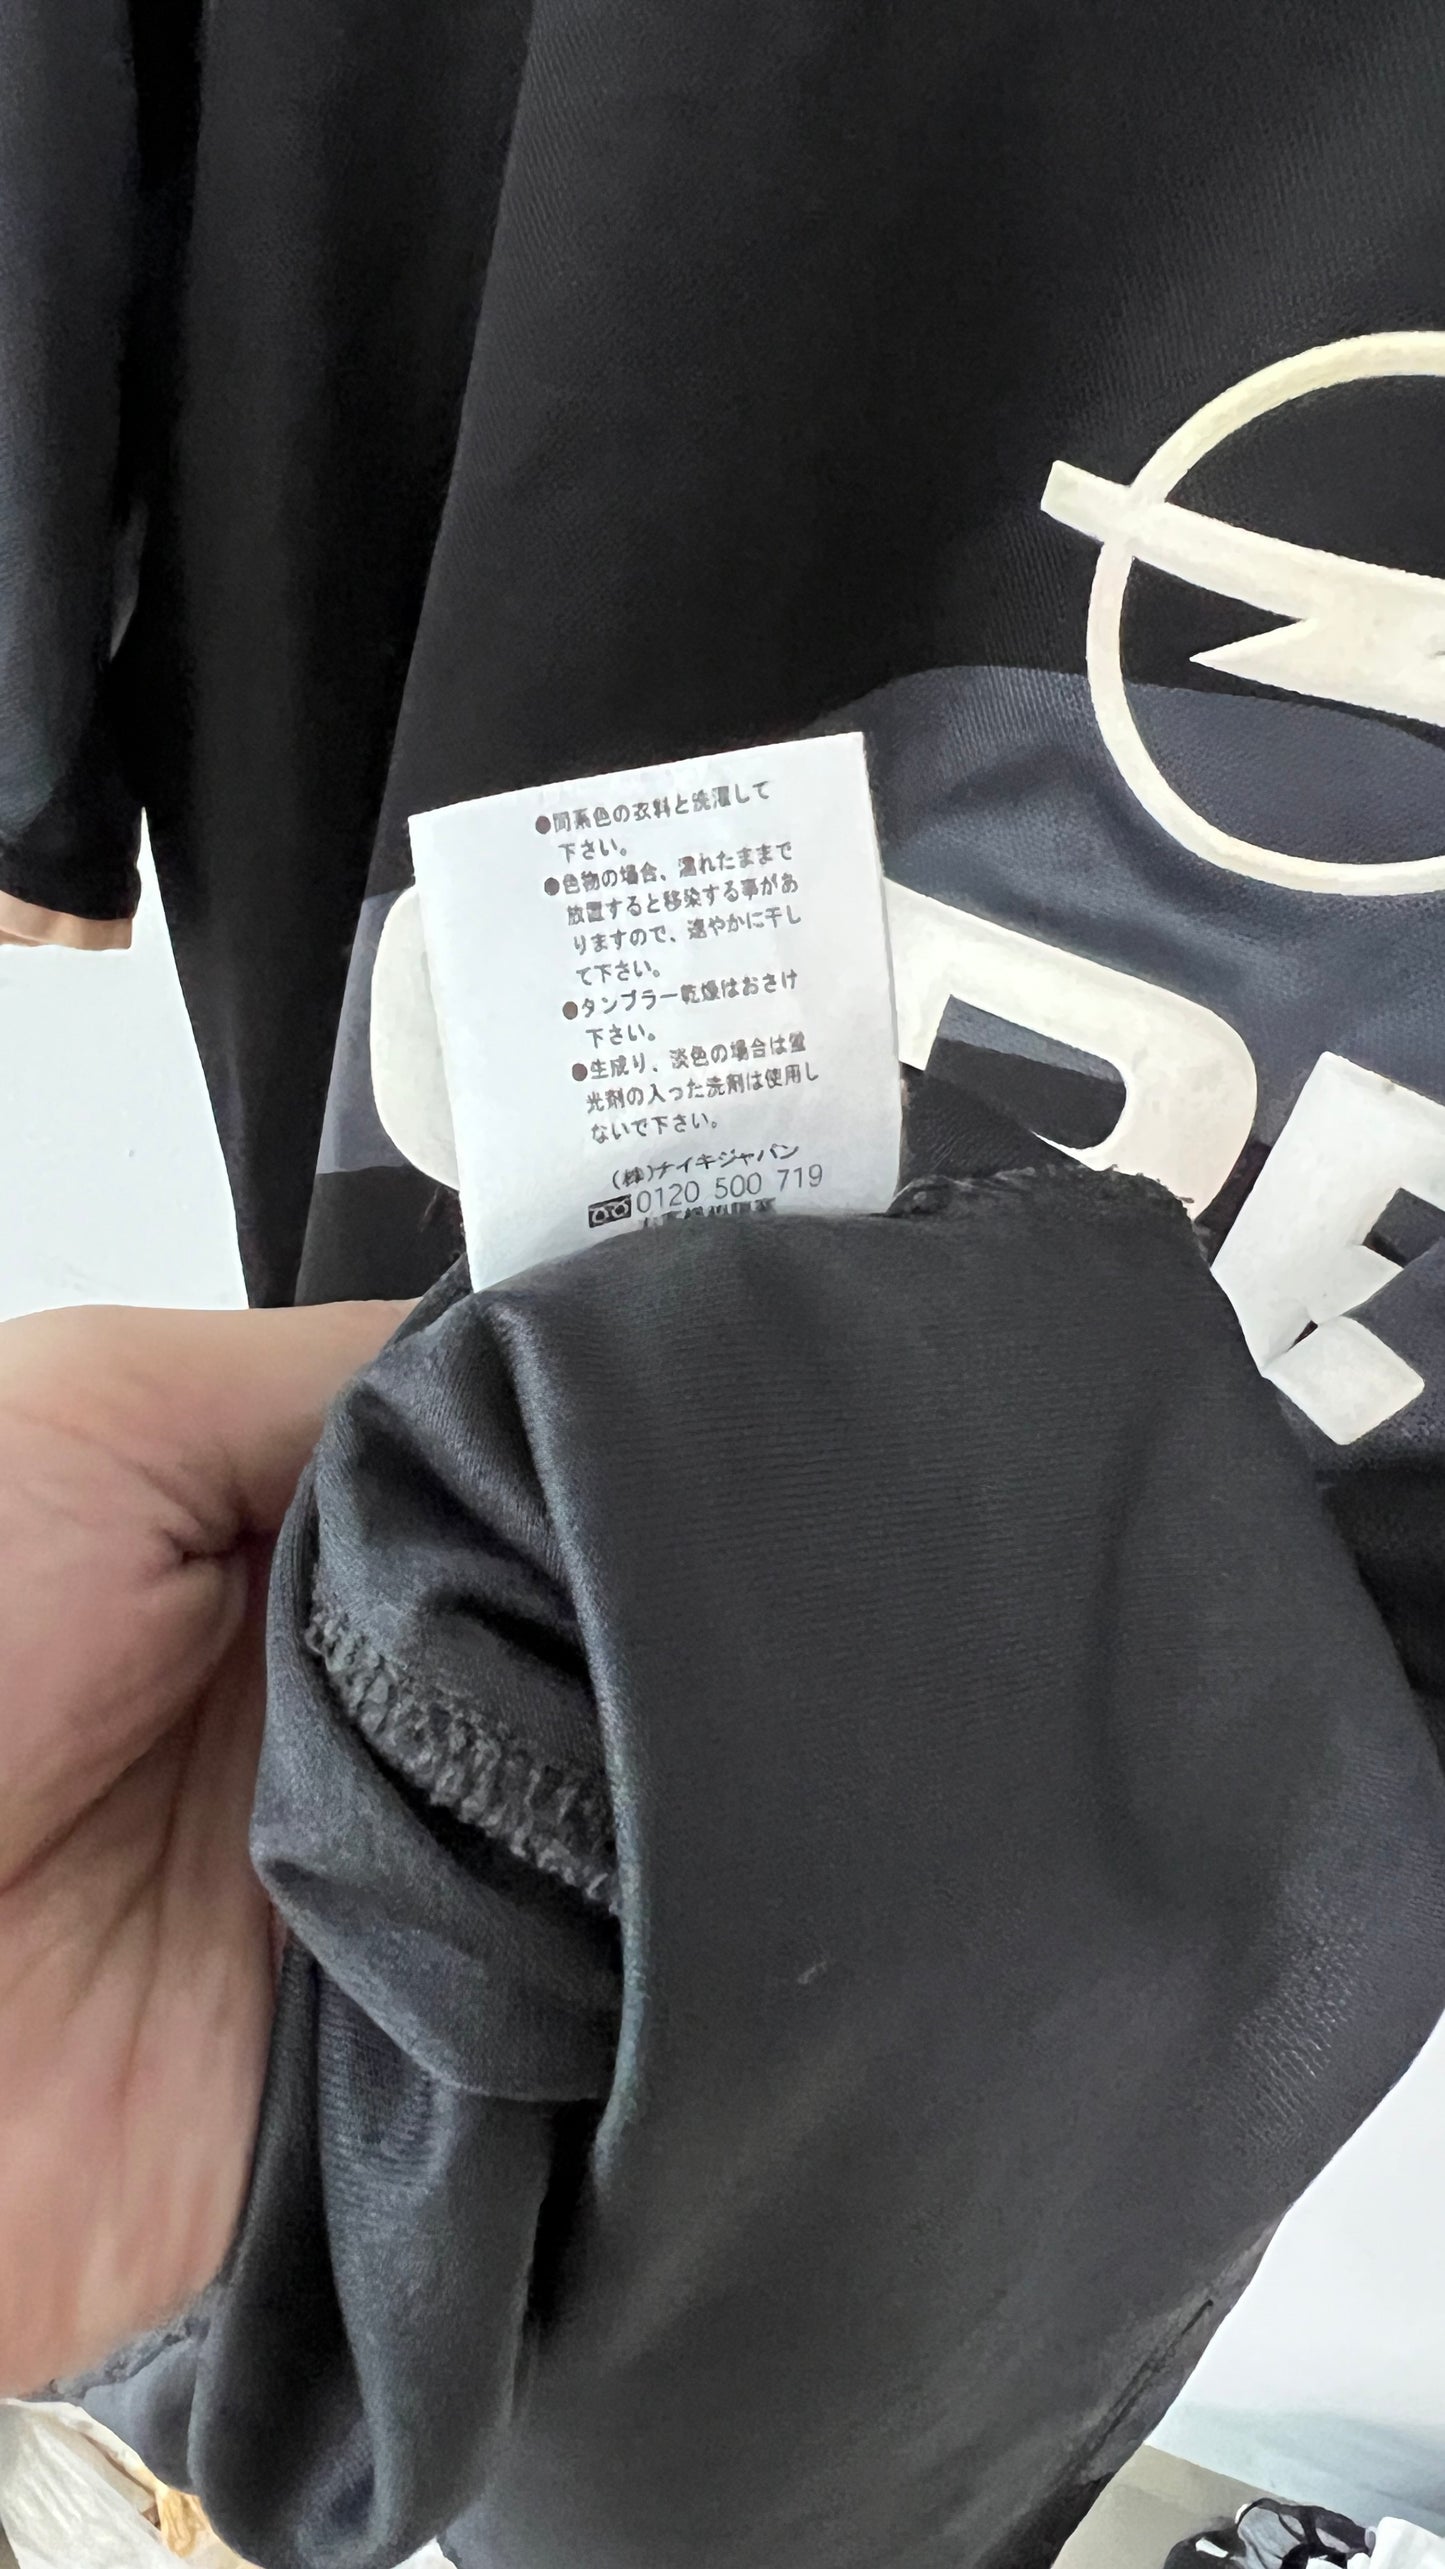 ●同系色の衣料と洗濯して
下さい。
●色物の場合、濡れたままで
放置すると移染する事があ
りますので、速やかに干し
て下さい。
●タンブラー乾燥はおさけ
下さい。
●生成り、淡色の場合は蛍
光剤の入った洗剤は使用し
ないで下さい。
(株)ナイキジャパン
0120 500 719
OPE